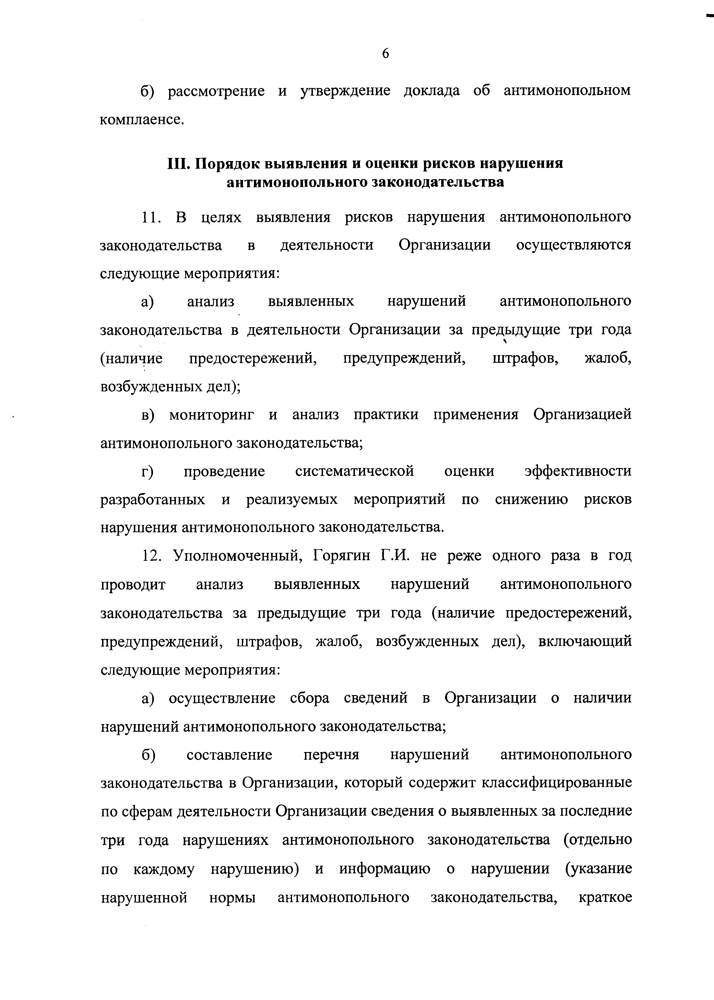 6
б) рассмотрение и утверждение доклада об антимонопольном
комплаенсе.
III. Порядок выявления и оценки рисков нарушения
антимонопольного законодательства
11. В целях выявления рисков нарушения антимонопольного
законодательства в деятельности Организации осуществляются
следующие мероприятия:
а) анализ выявленных нарушений антимонопольного
законодательства в деятельности Организации за предыдущие три года
(наличие предостережений, предупреждений, штрафов, жалоб,
возбужденных дел);
в) мониторинг и анализ практики применения Организацией
антимонопольного законодательства;
г) проведение систематической оценки эффективности
разработанных и реализуемых мероприятий по снижению рисков
нарушения антимонопольного законодательства.
12. Уполномоченный, Горягин Г.И. не реже одного раза в год
проводит анализ выявленных нарушений антимонопольного
законодательства за предыдущие три года (наличие предостережений,
предупреждений, штрафов, жалоб, возбужденных дел), включающий
следующие мероприятия:
а) осуществление сбора сведений в Организации о наличии
нарушений антимонопольного законодательства;
б) составление перечня нарушений антимонопольного
законодательства в Организации, который содержит классифицированные
по сферам деятельности Организации сведения о выявленных за последние
три года нарушениях антимонопольного законодательства (отдельно
по каждому нарушению) и информацию о нарушении (указание
нарушенной нормы антимонопольного законодательства, краткое